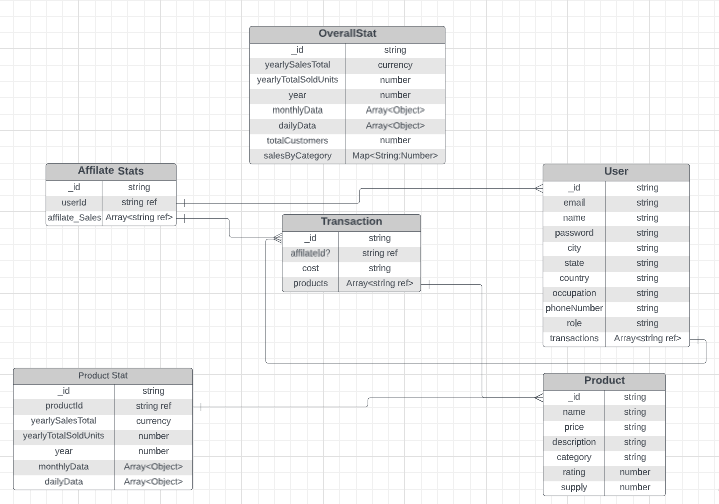 OverallStat
_id string
yearlySalesTotal currency
yearlyTotalSoldUnits number
year number
monthlyData Array<Object>
dailyData Array<Object>
totalCustomers number
salesByCategory Map<String:Number>
Affilate Stats
_id string
userId string ref
affilate_Sales Array<string ref>
User
_id string
email string
name string
password string
city string
state string
country string
occupation string
phoneNumber string
role string
transactions Array<string ref>
Transaction
_id string
affilateId? string ref
cost string
products Array<string ref>
Product Stat
_id string
productId string ref
yearlySalesTotal currency
yearlyTotalSoldUnits number
year number
monthlyData Array<Object>
dailyData Array<Object>
Product
_id string
name string
price string
description string
category string
rating number
supply number